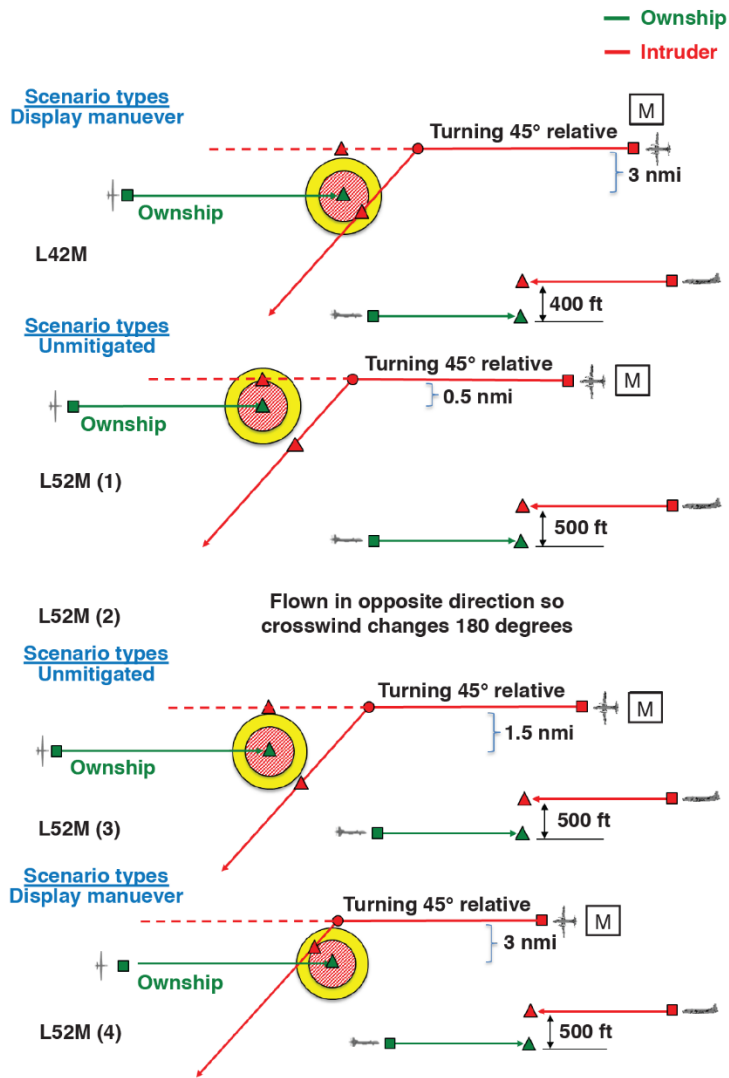 Ownship
Intruder
Scenario types
Display manuever
M
Turning 45° relative
3 nmi
Ownship
L42M
400 ft
Scenario types
Unmitigated
Turning 45° relative
M
0.5 nmi
Ownship
L52M (1)
500 ft
L52M (2)
Flown in opposite direction so
crosswind changes 180 degrees
Scenario types
Unmitigated
Turning 45° relative
M
1.5 nmi
Ownship
L52M (3)
500 ft
Scenario types
Display manuever
Turning 45° relative
M
3 nmi
Ownship
L52M (4)
500 ft